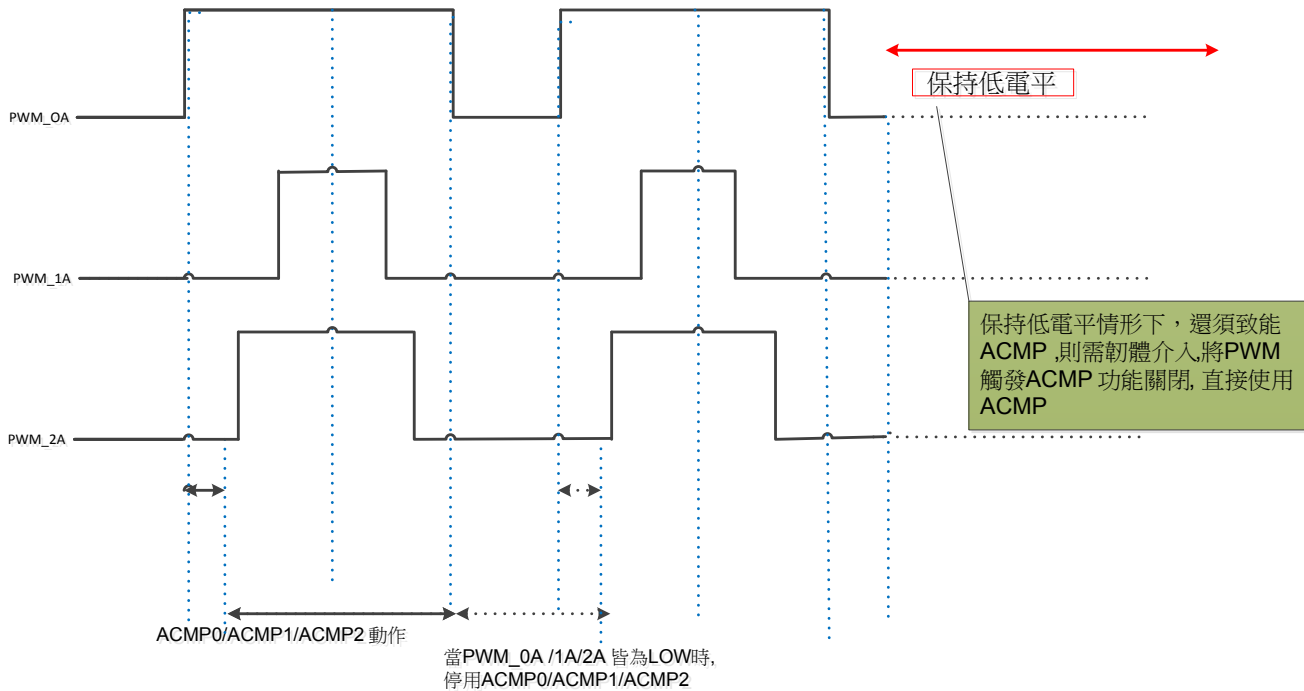 保持低電平
PWM_OA
PWM_1A
保持低電平情形下，還須致能
ACMP ,則需韌體介入,將PWM
觸發ACMP 功能關閉, 直接使用
ACMP
PWM_2A
ACMP0/ACMP1/ACMP2 動作
當PWM_0A /1A/2A 皆為LOW時,
停用ACMP0/ACMP1/ACMP2